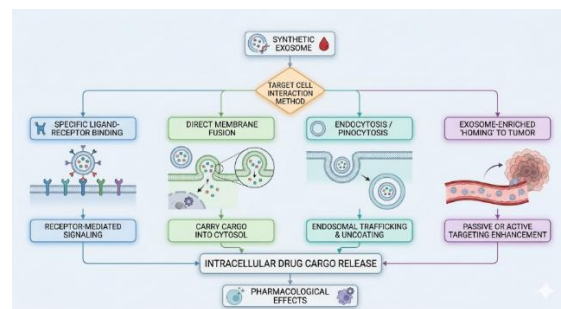 SYNTHETIC
EXOSOME
TARGET CELL
INTERACTION
METHOD
SPECIFIC LIGAND-
RECEPTOR BINDING
DIRECT MEMBRANE
FUSION
ENDOCYTOSIS /
PINOCYTOSIS
EXOSOME-ENRICHED
'HOMING' TO TUMOR
RECEPTOR-MEDIATED
SIGNALING
CARRY CARGO
INTO CYTOSOL
ENDOSOMAL TRAFFICKING
& UNCOATING
PASSIVE OR ACTIVE
TARGETING ENHANCEMENT
INTRACELLULAR DRUG CARGO RELEASE
PHARMACOLOGICAL
EFFECTS